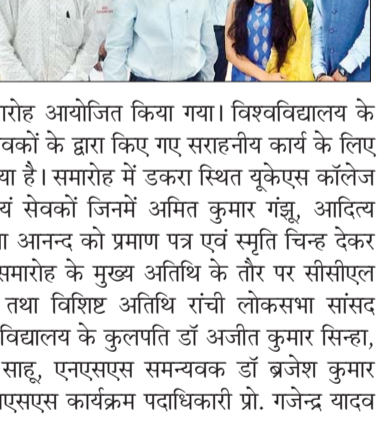 ारोह आयोजित किया गया। विश्वविद्यालय के
वकों के द्वारा किए गए सराहनीय कार्य के लिए
या है। समारोह में डकरा स्थित यूकेएस कॉलेज
यं सेवकों जिनमें अमित कुमार गंझू, आदित्य
ा आनन्द को प्रमाण पत्र एवं स्मृति चिन्ह देकर
समारोह के मुख्य अतिथि के तौर पर सीसीएल
तथा विशिष्ट अतिथि रांची लोकसभा सांसद
विद्यालय के कुलपति डॉ अजीत कुमार सिन्हा,
साहू, एनएसएस समन्यवक डॉ ब्रजेश कुमार
एसएस कार्यक्रम पदाधिकारी प्रो. गजेन्द्र यादव